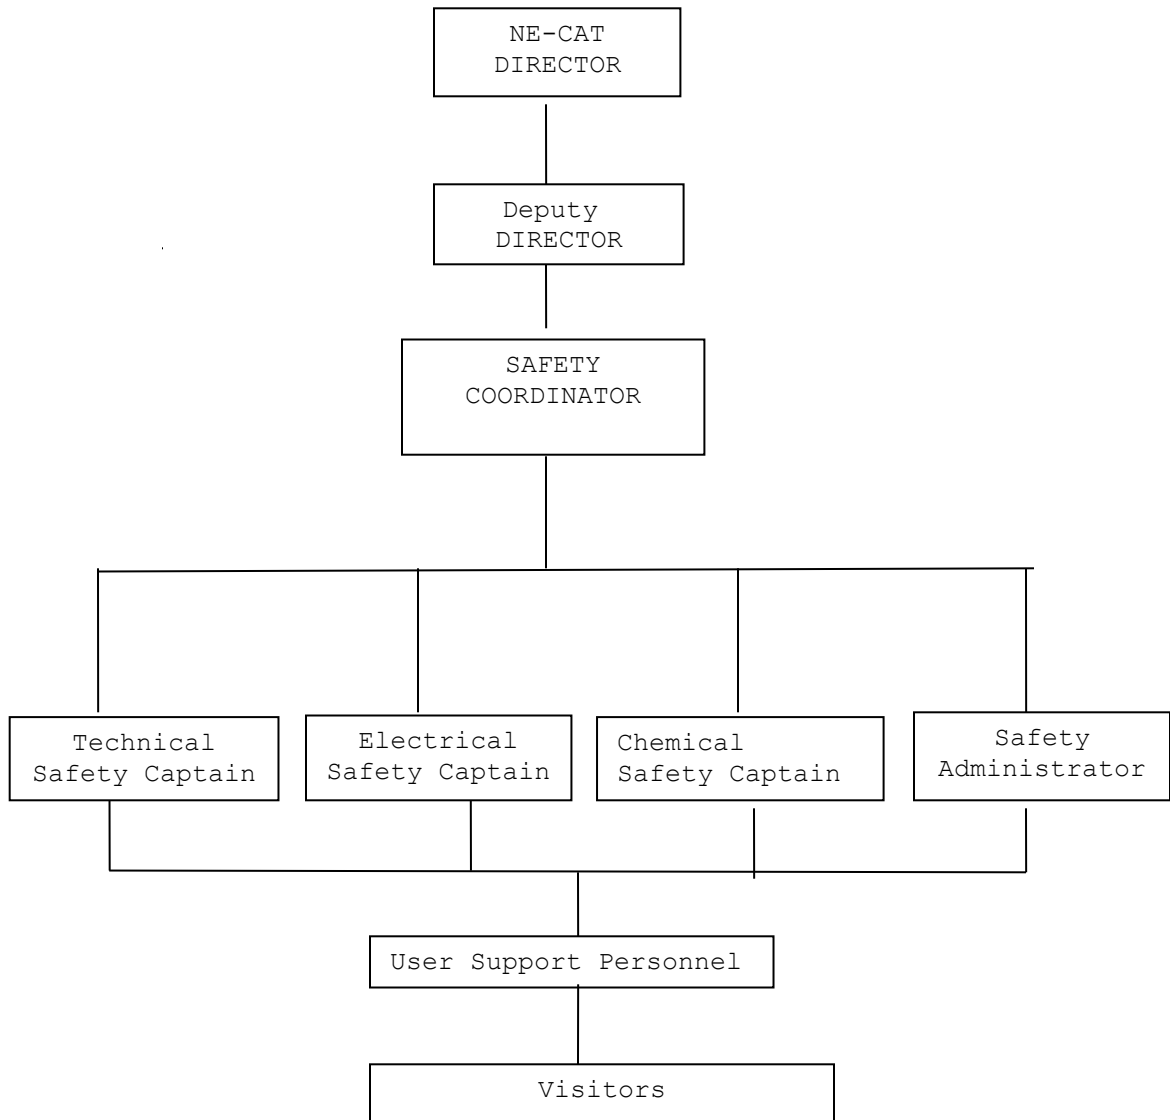 NE-CAT
DIRECTOR
Deputy
DIRECTOR
SAFETY
COORDINATOR
Technical
Safety Captain
Electrical
Safety Captain
Chemical
Safety Captain
Safety
Administrator
User Support Personnel
Visitors